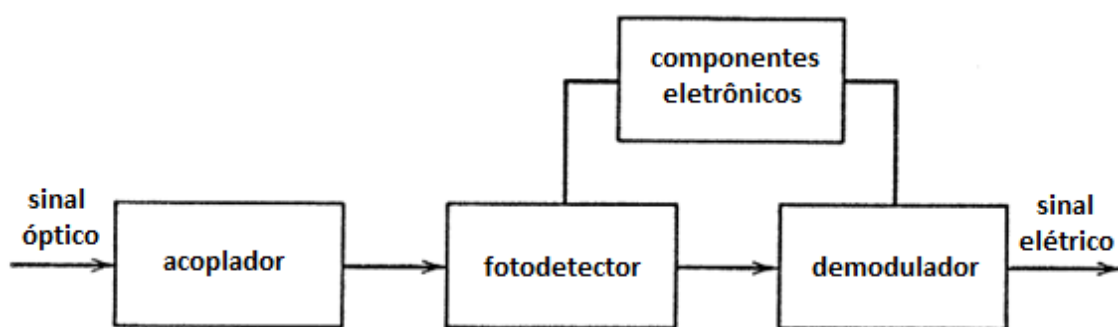 componentes
eletrônicos
sinal
óptico
acoplador
fotodetector
demodulador
sinal
elétrico